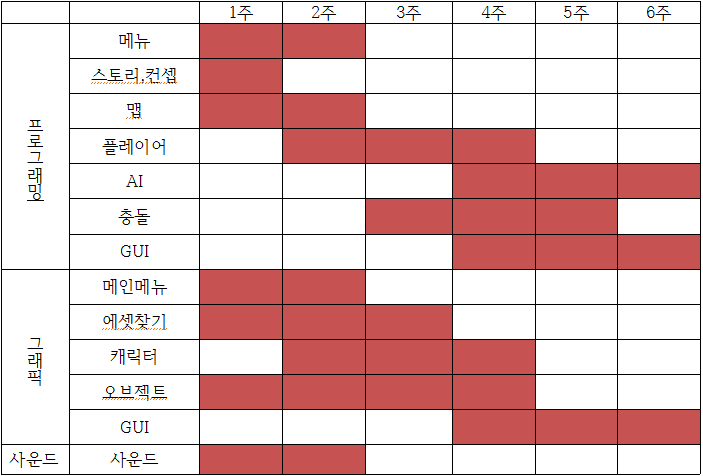 1주 2주 3주 4주 5주 6주
프로그래밍
메뉴
스토리,컨셉
맵
플레이어
AI
충돌
GUI
그래픽
메인메뉴
에셋찾기
캐릭터
오브젝트
GUI
사운드 사운드